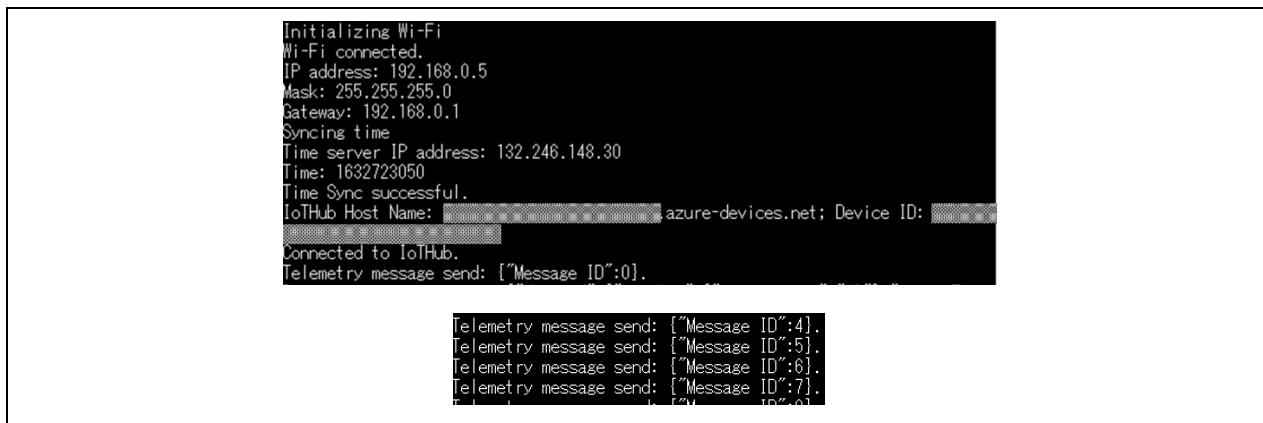 Initializing Wi-Fi
Wi-Fi connected.
IP address: 192.168.0.5
Mask: 255.255.255.0
Gateway: 192.168.0.1
Syncing time
Time server IP address: 132.246.148.30
Time: 1632723050
Time Sync successful.
IoTHub Host Name: .azure-devices.net; Device ID:
Connected to IoTHub.
Telemetry message send: {"Message ID":0}.
Telemetry message send: {"Message ID":4}.
Telemetry message send: {"Message ID":5}.
Telemetry message send: {"Message ID":6}.
Telemetry message send: {"Message ID":7}.